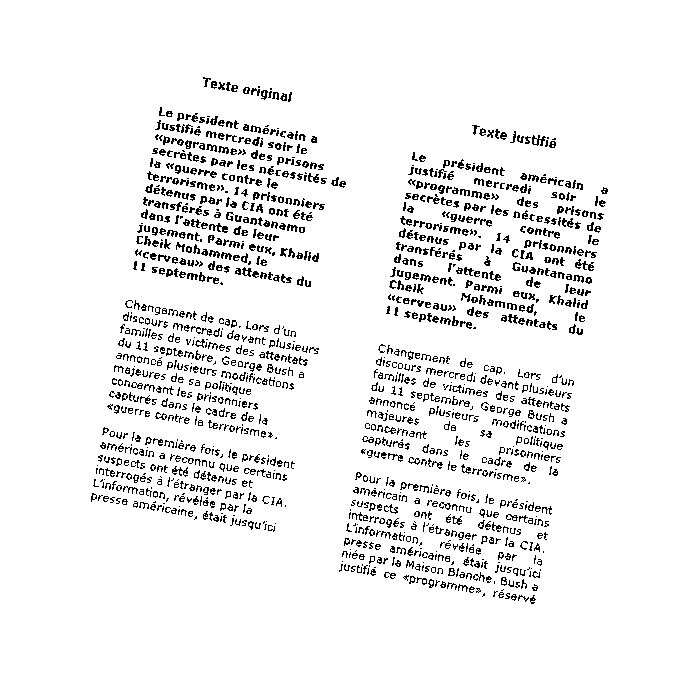 Texte original
Le président américain a
justifié mercredi soir le
«programme» des prisons
secrètes par les nécessités de
la «guerre contre le
terrorisme». 14 prisonniers
détenus par la CIA ont été
transférés à Guantanamo
dans l'attente de leur
jugement. Parmi eux, Khalid
Cheik Mohammed, le
«cerveau» des attentats du
11 septembre.
Changement de cap. Lors d'un
discours mercredi devant plusieurs
familles de victimes des attentats
du 11 septembre, George Bush a
annoncé plusieurs modifications
majeures de sa politique
concernant les prisonniers
capturés dans le cadre de la
«guerre contre le terrorisme».
Pour la première fois, le président
américain a reconnu que certains
suspects ont été détenus et
interrogés à l'étranger par la CIA.
L'information, révélée par la
presse américaine, était jusqu'ici
Texte justifié
Le président américain a
justifié mercredi soir le
«programme» des prisons
secrètes par les nécessités de
la «guerre contre le
terrorisme». 14 prisonniers
détenus par la CIA ont été
transférés à Guantanamo
dans l'attente de leur
jugement. Parmi eux, Khalid
Cheik Mohammed, le
«cerveau» des attentats du
11 septembre.
Changement de cap. Lors d'un
discours mercredi devant plusieurs
familles de victimes des attentats
du 11 septembre, George Bush a
annoncé plusieurs modifications
majeures de sa politique
concernant les prisonniers
capturés dans le cadre de la
«guerre contre le terrorisme».
Pour la première fois, le président
américain a reconnu que certains
suspects ont été détenus et
interrogés à l'étranger par la CIA.
L'information, révélée par la
presse américaine, était jusqu'ici
niée par la Maison Blanche. Bush a
justifié ce «programme», réservé